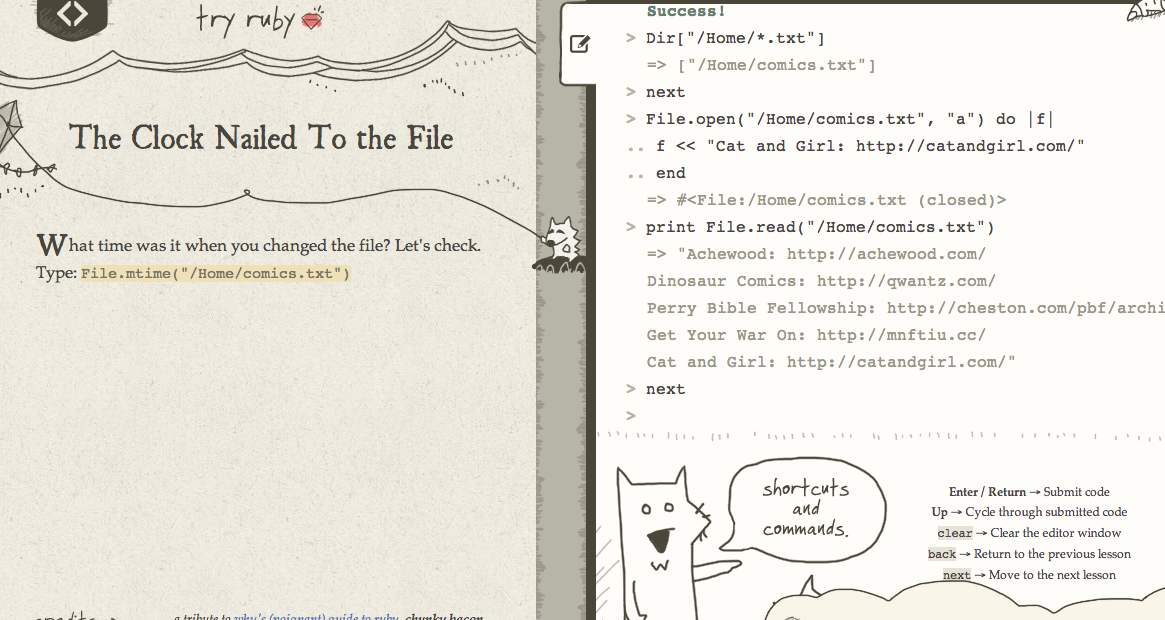 try ruby
The Clock Nailed To the File
What time was it when you changed the file? Let's check.
Type: File.mtime("/Home/comics.txt")
a tribute to why's (poignant) guide to ruby. chunky bacon
Success!
> Dir["/Home/*.txt"]
=> ["/Home/comics.txt"]
> next
> File.open("/Home/comics.txt", "a") do |f|
.. f << "Cat and Girl: http://catandgirl.com/"
.. end
=> #<File:/Home/comics.txt (closed)>
> print File.read("/Home/comics.txt")
=> "Achewood: http://achewood.com/
Dinosaur Comics: http://qwantz.com/
Perry Bible Fellowship: http://cheston.com/pbf/archi
Get Your War On: http://mnftiu.cc/
Cat and Girl: http://catandgirl.com/"
> next
>
shortcuts
and
commands.
Enter / Return → Submit code
Up → Cycle through submitted code
clear → Clear the editor window
back → Return to the previous lesson
next → Move to the next lesson